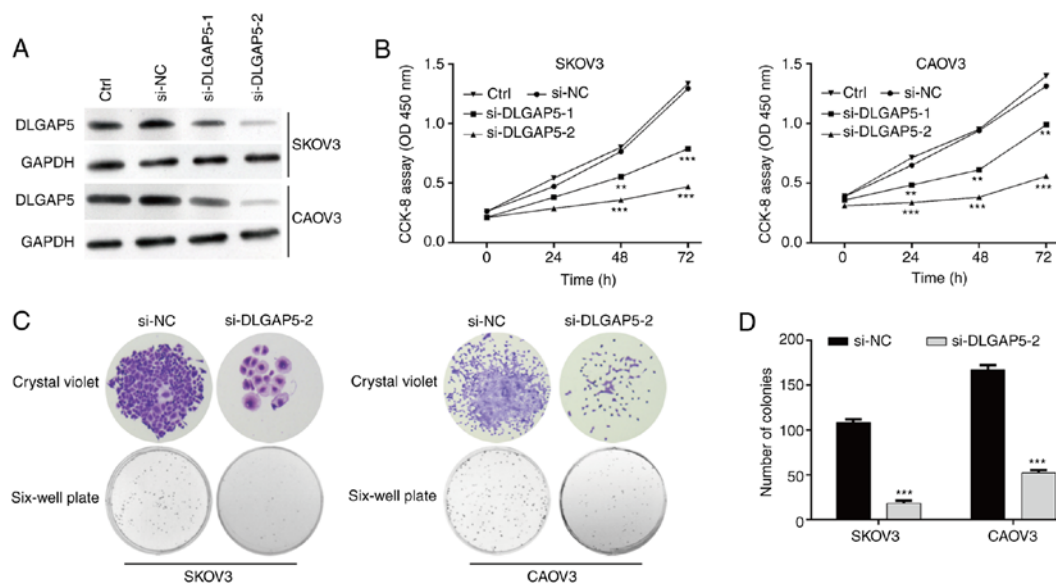 A
Ctrl
si-NC
si-DLGAP5-1
si-DLGAP5-2
DLGAP5
GAPDH
SKOV3
DLGAP5
GAPDH
CAOV3
B
SKOV3
CCK-8 assay (OD 450 nm)
1.5
1.0
0.5
0.0
Ctrl
si-NC
si-DLGAP5-1
si-DLGAP5-2
**
***
***
***
0
24
48
72
Time (h)
CAOV3
CCK-8 assay (OD 450 nm)
1.5
1.0
0.5
0.0
Ctrl
si-NC
si-DLGAP5-1
si-DLGAP5-2
**
**
**
***
***
***
0
24
48
72
Time (h)
C
si-NC
si-DLGAP5-2
Crystal violet
Six-well plate
SKOV3
si-NC
si-DLGAP5-2
Crystal violet
Six-well plate
CAOV3
D
si-NC
si-DLGAP5-2
Number of colonies
200
150
100
50
0
***
***
SKOV3
CAOV3